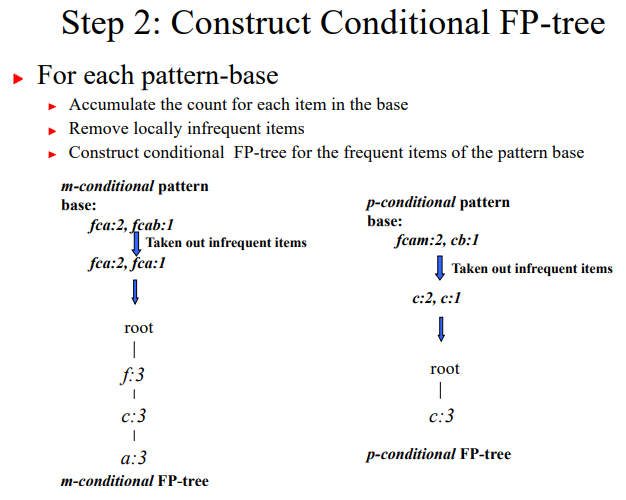 Step 2: Construct Conditional FP-tree
For each pattern-base
Accumulate the count for each item in the base
Remove locally infrequent items
Construct conditional FP-tree for the frequent items of the pattern base
m-conditional pattern
base:
fca:2, fcab:1
Taken out infrequent items
fca:2, fca:1
root
f:3
c:3
a:3
m-conditional FP-tree
p-conditional pattern
base:
fcam:2, cb:1
Taken out infrequent items
c:2, c:1
root
c:3
p-conditional FP-tree